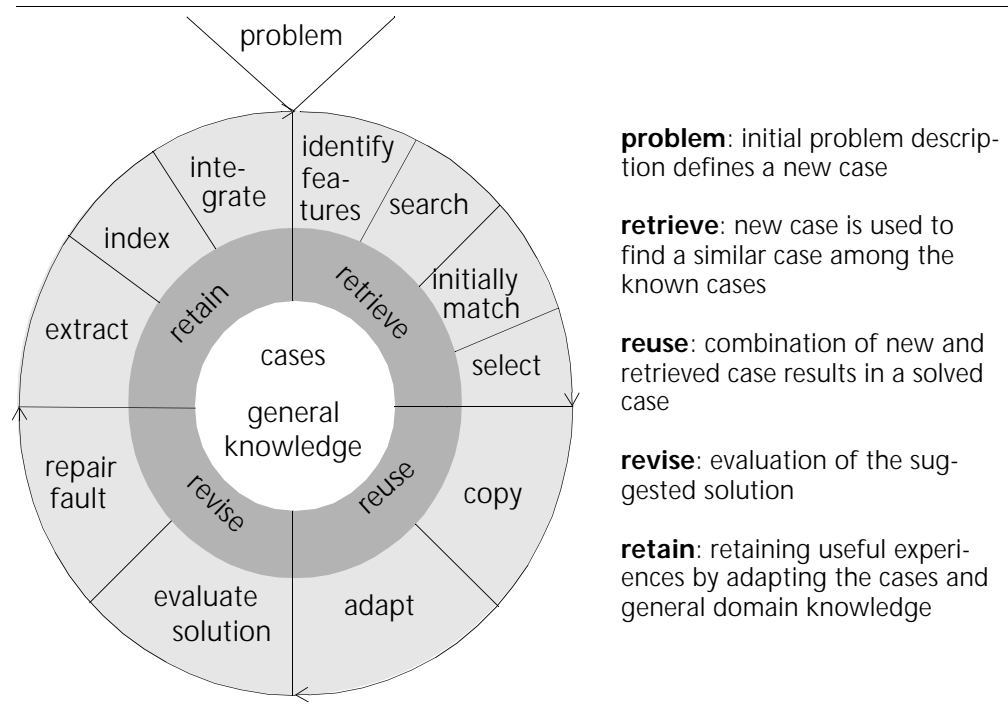 problem
identify
fea-
tures
search
initially
match
select
copy
adapt
evaluate
solution
repair
fault
extract
index
inte-
grate
retrieve
reuse
revise
retain
cases
general
knowledge
problem: initial problem descrip-
tion defines a new case
retrieve: new case is used to
find a similar case among the
known cases
reuse: combination of new and
retrieved case results in a solved
case
revise: evaluation of the sug-
gested solution
retain: retaining useful experi-
ences by adapting the cases and
general domain knowledge